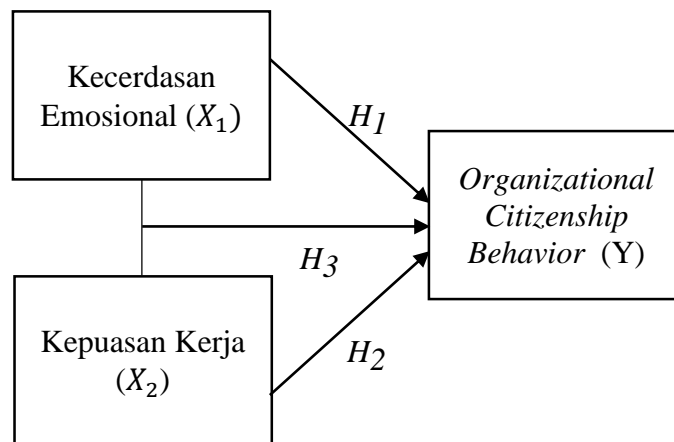 Kecerdasan
Emosional (𝑋₁)
H₁
Organizational
Citizenship
Behavior (Y)
H₃
Kepuasan Kerja
(𝑋₂)
H₂